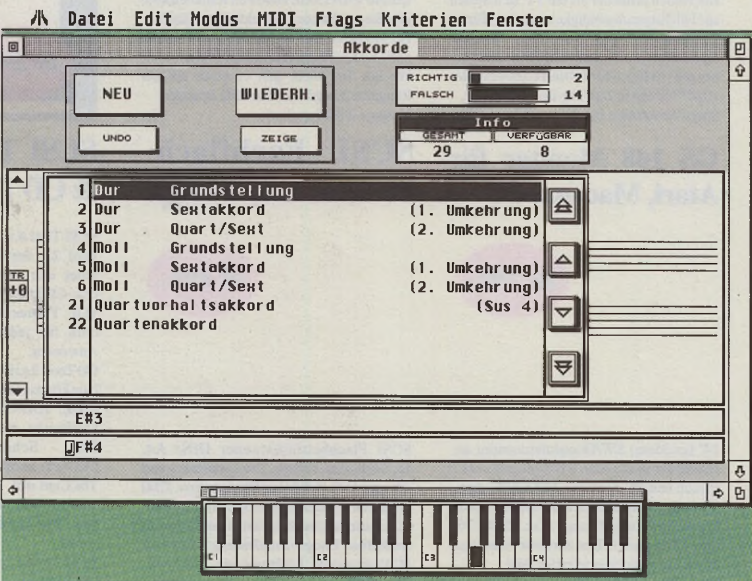 Datei Edit Modus MIDI Flags Kriterien Fenster
Akkorde
NEU WIEDERH.
UNDO ZEIGE
RICHTIG 2
FALSCH 14
Info
GESAMT VERFüGBAR
29 8
1 Dur Grundstellung
2 Dur Sextakkord (1. Umkehrung)
3 Dur Quart/Sext (2. Umkehrung)
4 Moll Grundstellung
5 Moll Sextakkord (1. Umkehrung)
6 Moll Quart/Sext (2. Umkehrung)
21 Quartvorhaltsakkord (Sus 4)
22 Quartenakkord
TR
+0
E#3
F#4
C1 C2 C3 C4